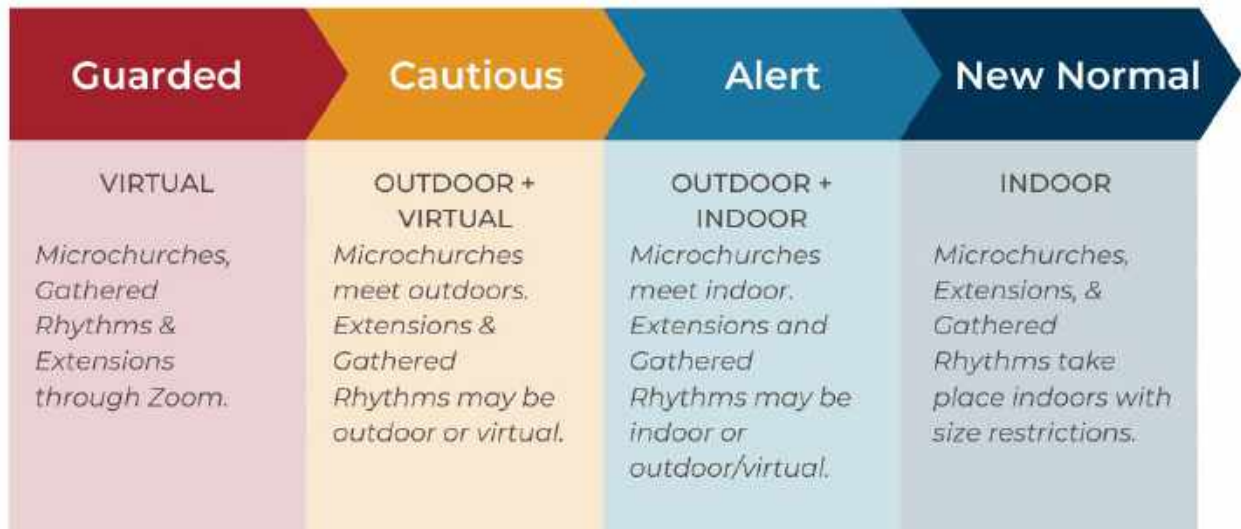 Guarded
Cautious
Alert
New Normal
VIRTUAL
Microchurches,
Gathered
Rhythms &
Extensions
through Zoom.
OUTDOOR +
VIRTUAL
Microchurches
meet outdoors.
Extensions &
Gathered
Rhythms may be
outdoor or virtual.
OUTDOOR +
INDOOR
Microchurches
meet indoor.
Extensions and
Gathered
Rhythms may be
indoor or
outdoor/virtual.
INDOOR
Microchurches,
Extensions, &
Gathered
Rhythms take
place indoors with
size restrictions.